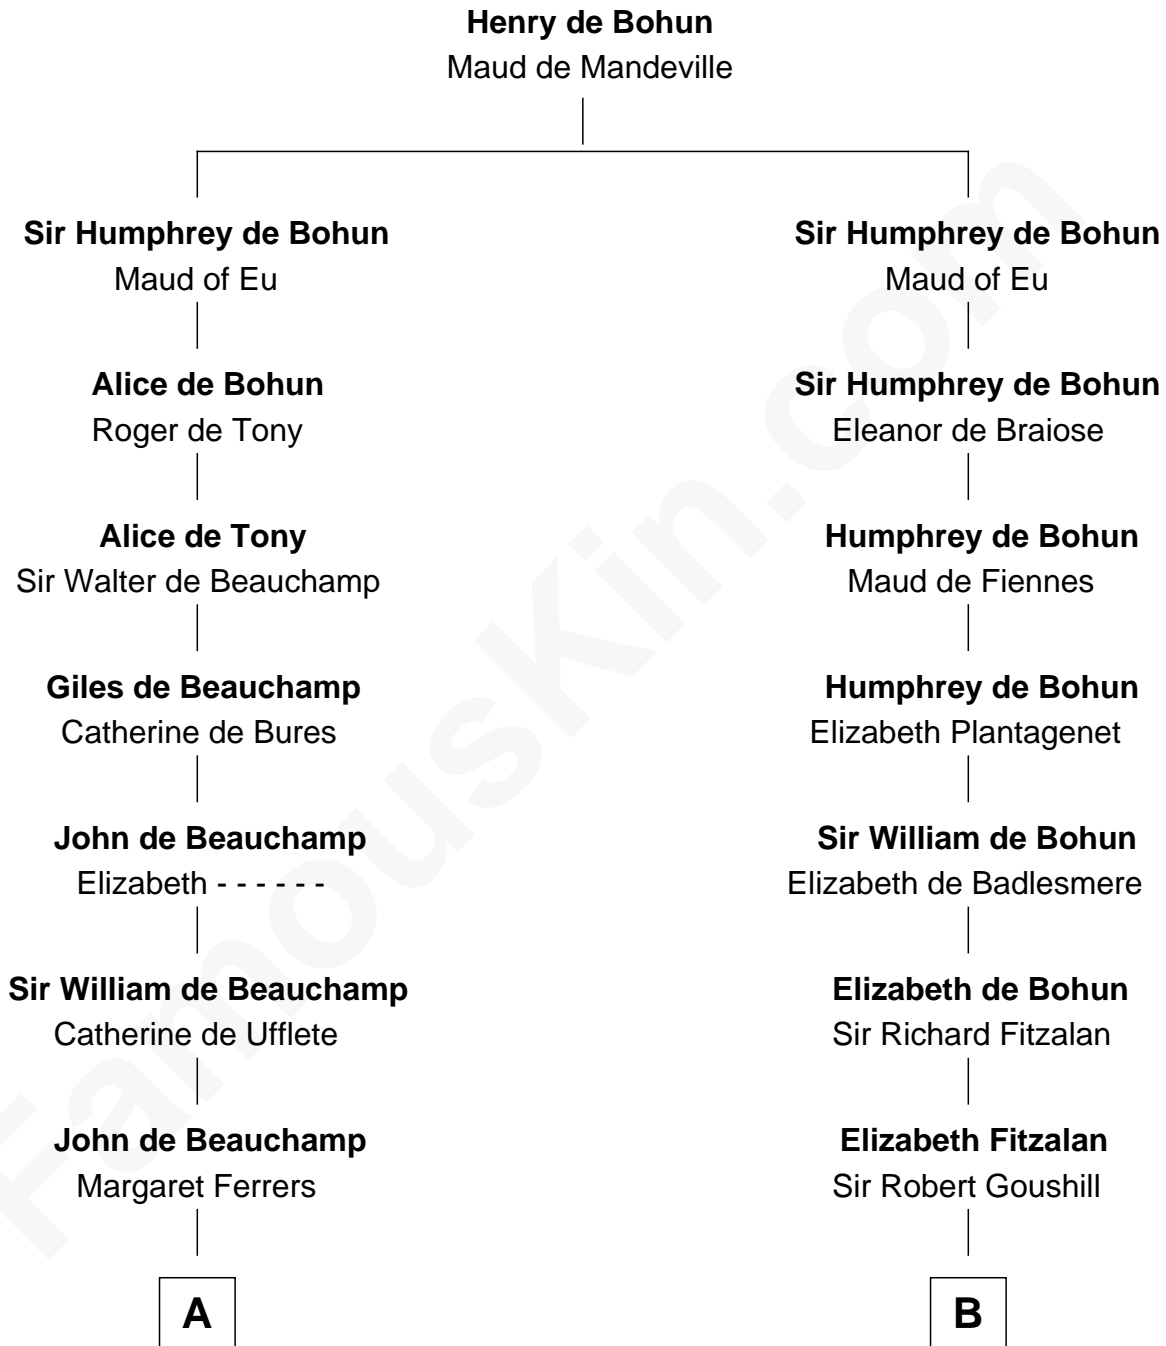 Henry de Bohun
Maud de Mandeville
Sir Humphrey de Bohun
Maud of Eu
Sir Humphrey de Bohun
Maud of Eu
Alice de Bohun
Roger de Tony
Sir Humphrey de Bohun
Eleanor de Braiose
Alice de Tony
Sir Walter de Beauchamp
Humphrey de Bohun
Maud de Fiennes
Giles de Beauchamp
Catherine de Bures
Humphrey de Bohun
Elizabeth Plantagenet
John de Beauchamp
Elizabeth - - - - - -
Sir William de Bohun
Elizabeth de Badlesmere
Sir William de Beauchamp
Catherine de Ufflete
Elizabeth de Bohun
Sir Richard Fitzalan
John de Beauchamp
Margaret Ferrers
Elizabeth Fitzalan
Sir Robert Goushill
A
B
FamousKin.com